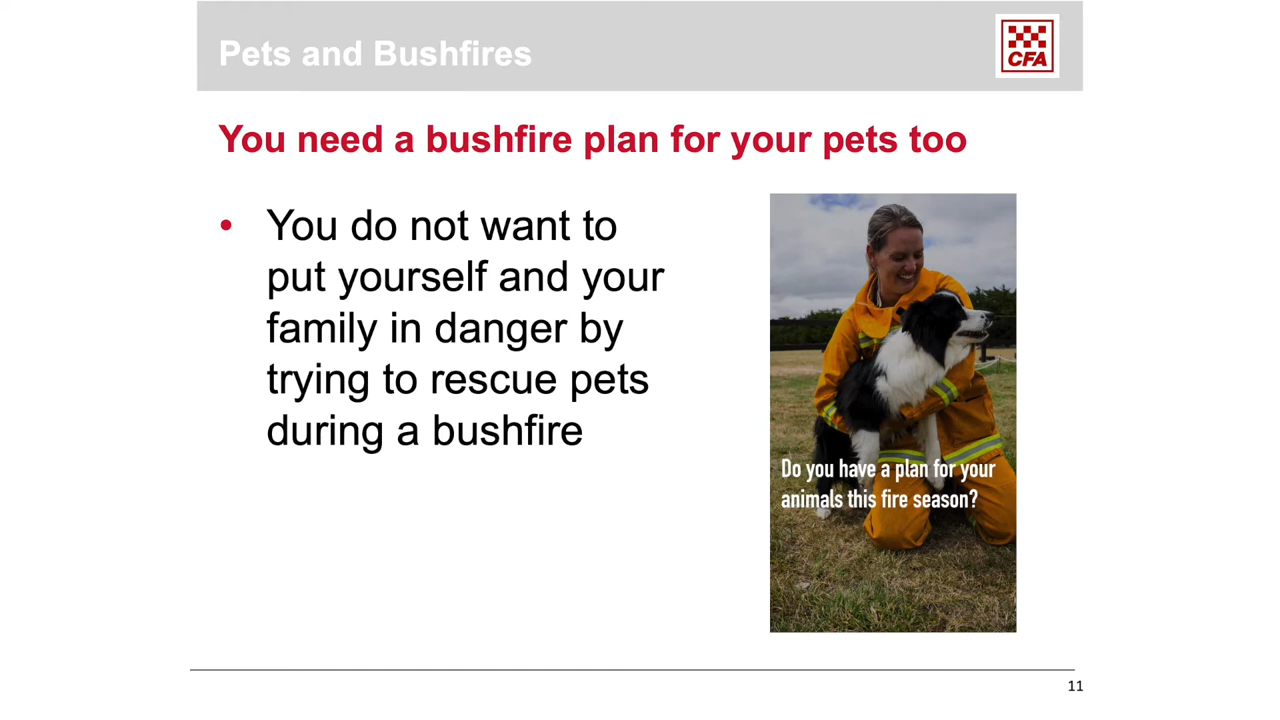 Pets and Bushfires
CFA
You need a bushfire plan for your pets too
• You do not want to
put yourself and your
family in danger by
trying to rescue pets
during a bushfire
Do you have a plan for your
animals this fire season?
11